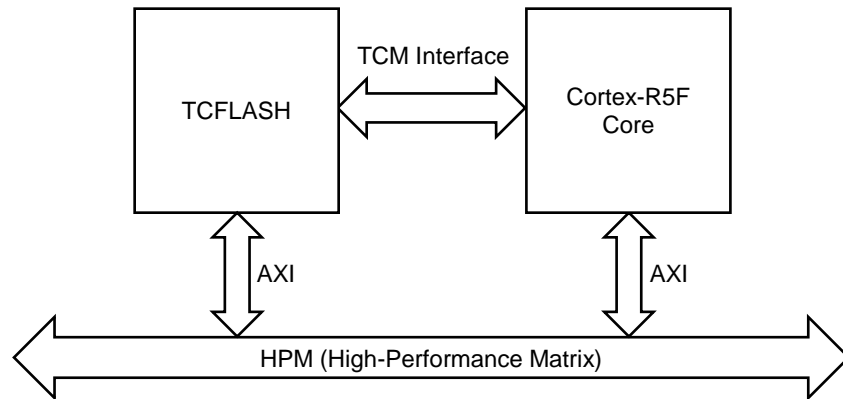 TCM Interface
TCFLASH
Cortex-R5F
Core
AXI
AXI
HPM (High-Performance Matrix)